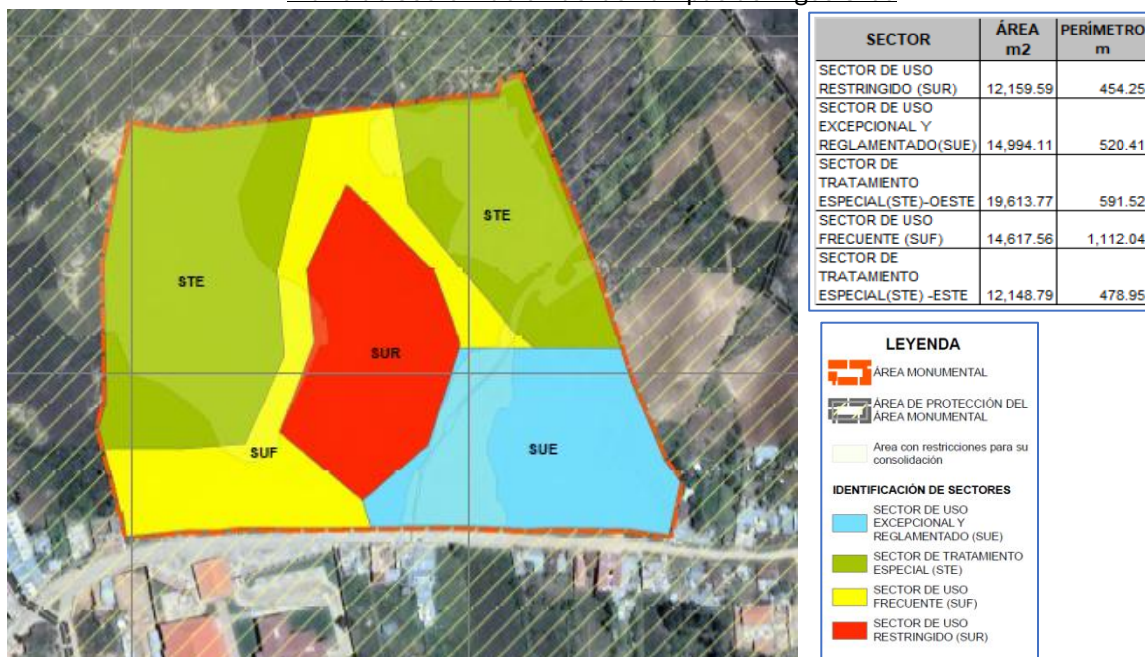 STE
STE
SUR
SUF
SUE
SECTOR
ÁREA m2
PERÍMETRO m
SECTOR DE USO
RESTRINGIDO (SUR) 12,159.59 454.25
SECTOR DE USO
EXCEPCIONAL Y
REGLAMENTADO(SUE) 14,994.11 520.41
SECTOR DE
TRATAMIENTO
ESPECIAL(STE)-OESTE 19,613.77 591.52
SECTOR DE USO
FRECUENTE (SUF) 14,617.56 1,112.04
SECTOR DE
TRATAMIENTO
ESPECIAL(STE) -ESTE 12,148.79 478.95
LEYENDA
ÁREA MONUMENTAL
ÁREA DE PROTECCIÓN DEL
ÁREA MONUMENTAL
Area con restricciones para su
consolidación
IDENTIFICACIÓN DE SECTORES
SECTOR DE USO
EXCEPCIONAL Y
REGLAMENTADO (SUE)
SECTOR DE TRATAMIENTO
ESPECIAL (STE)
SECTOR DE USO
FRECUENTE (SUF)
SECTOR DE USO
RESTRINGIDO (SUR)